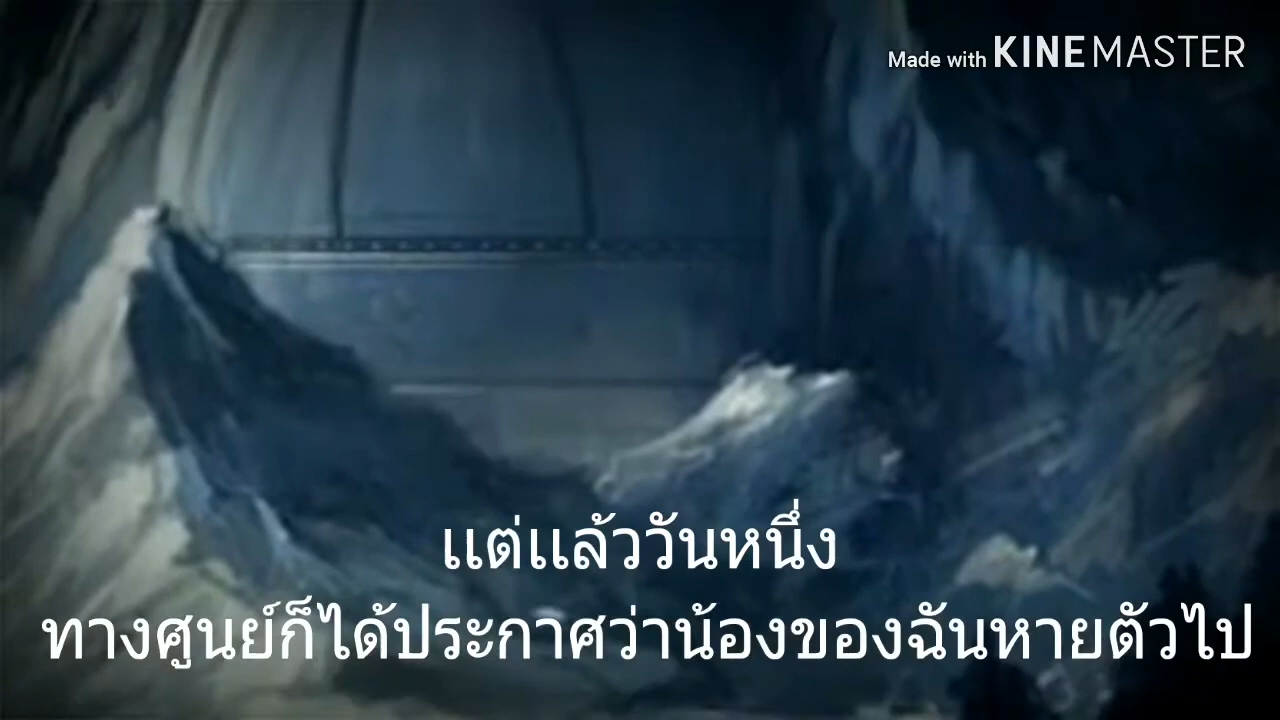 Made with KINEMASTER
แต่แล้ววันหนึ่ง
ทางศูนย์ก็ได้ประกาศว่าน้องของฉันหายตัวไป